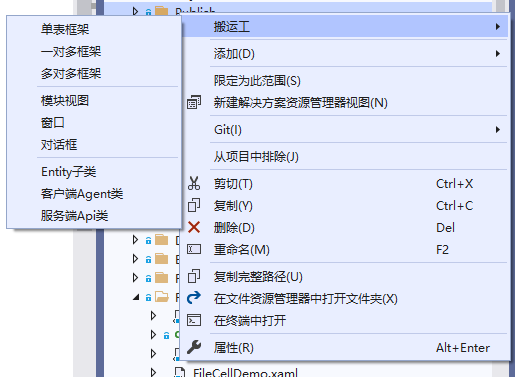 Publish
搬运工
添加(D)
限定为此范围(S)
新建解决方案资源管理器视图(N)
Git(I)
从项目中排除(J)
剪切(T) Ctrl+X
复制(Y) Ctrl+C
删除(D) Del
重命名(M) F2
复制完整路径(U)
在文件资源管理器中打开文件夹(X)
在终端中打开
属性(R) Alt+Enter
单表框架
一对多框架
多对多框架
模块视图
窗口
对话框
Entity子类
客户端Agent类
服务端Api类
FileCellDemo.xaml